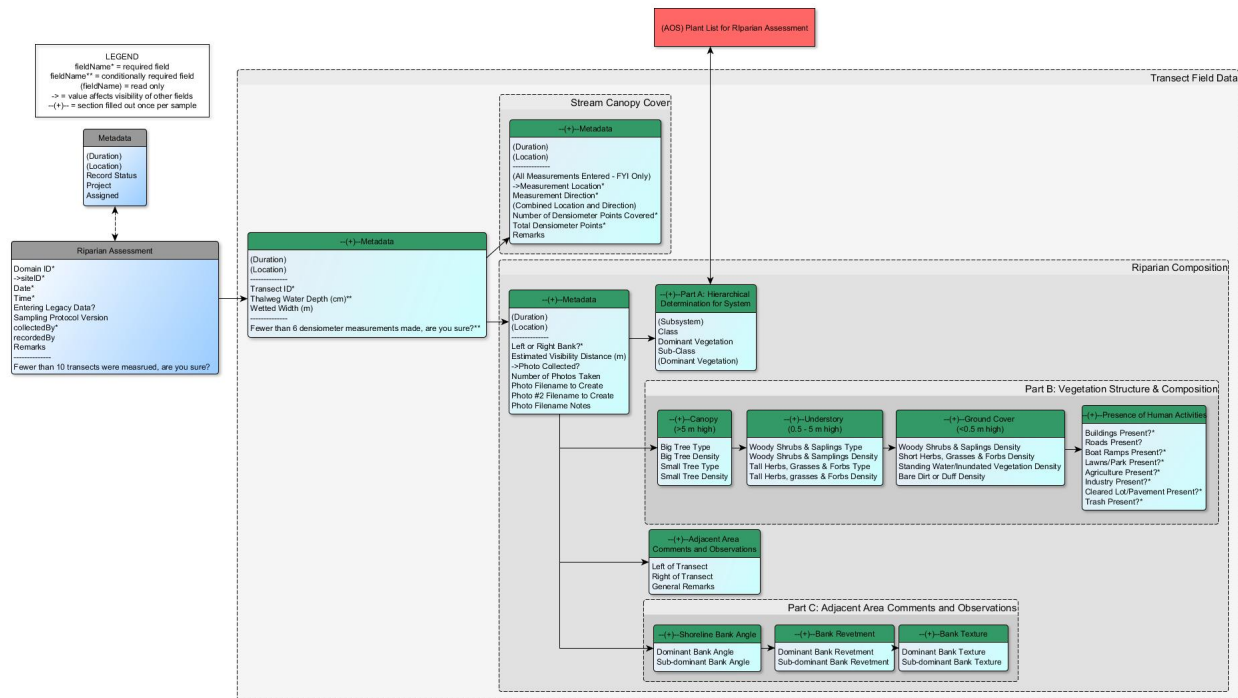 (AOS) Plant List for RIparian Assessment
LEGEND
fieldName* = required field
fieldName** = conditionally required field
(fieldName) = read only
-> = value affects visibility of other fields
--(+)-- = section filled out once per sample
Transect Field Data
Stream Canopy Cover
Metadata
(Duration)
(Location)
Record Status
Project
Assigned
--(+)--Metadata
(Duration)
(Location)
---------------
(All Measurements Entered - FYI Only)
->Measurement Location*
Measurement Direction*
(Combined Location and Direction)
Number of Densiometer Points Covered*
Total Densiometer Points*
Remarks
Riparian Assessment
Domain ID*
->siteID*
Date*
Time*
Entering Legacy Data?
Sampling Protocol Version
collectedBy*
recordedBy
Remarks
---------------
Fewer than 10 transects were measrued, are you sure?
--(+)--Metadata
(Duration)
(Location)
---------------
Transect ID*
Thalweg Water Depth (cm)**
Wetted Width (m)
---------------
Fewer than 6 densiometer measurements made, are you sure?**
Riparian Composition
--(+)--Metadata
(Duration)
(Location)
---------------
Left or Right Bank?*
Estimated Visibility Distance (m)
->Photo Collected?
Number of Photos Taken
Photo Filename to Create
Photo #2 Filename to Create
Photo Filename Notes
--(+)--Part A: Hierarchical
Determination for System
(Subsystem)
Class
Dominant Vegetation
Sub-Class
(Dominant Vegetation)
Part B: Vegetation Structure & Composition
--(+)--Canopy
(>5 m high)
Big Tree Type
Big Tree Density
Small Tree Type
Small Tree Density
--(+)--Understory
(0.5 - 5 m high)
Woody Shrubs & Saplings Type
Woody Shrubs & Samplings Density
Tall Herbs, Grasses & Forbs Type
Tall Herbs, grasses & Forbs Density
--(+)--Ground Cover
(<0.5 m high)
Woody Shrubs & Saplings Density
Short Herbs, Grasses & Forbs Density
Standing Water/Inundated Vegetation Density
Bare Dirt or Duff Density
--(+)--Presence of Human Activities
Buildings Present?*
Roads Present?
Boat Ramps Present?*
Lawns/Park Present?*
Agriculture Present?*
Industry Present?*
Cleared Lot/Pavement Present?*
Trash Present?*
--(+)--Adjacent Area
Comments and Observations
Left of Transect
Right of Transect
General Remarks
Part C: Adjacent Area Comments and Observations
--(+)--Shoreline Bank Angle
Dominant Bank Angle
Sub-dominant Bank Angle
--(+)--Bank Revetment
Dominant Bank Revetment
Sub-dominant Bank Revetment
--(+)--Bank Texture
Dominant Bank Texture
Sub-dominant Bank Texture